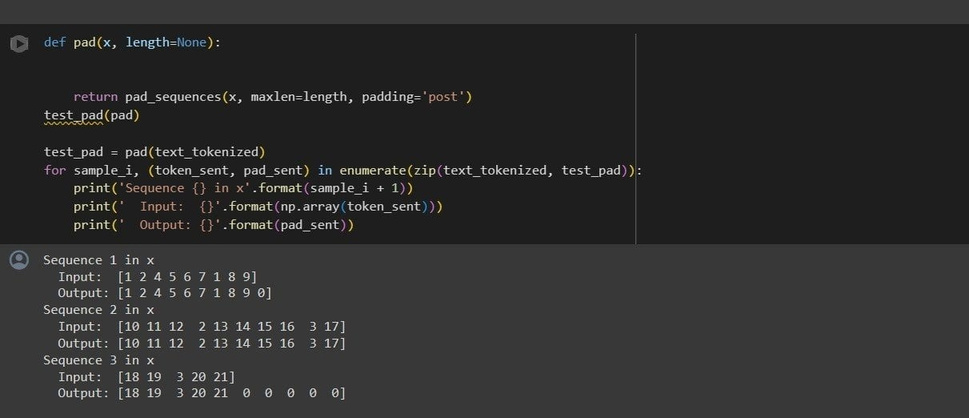 def pad(x, length=None):
    return pad_sequences(x, maxlen=length, padding='post')
test_pad(pad)
test_pad = pad(text_tokenized)
for sample_i, (token_sent, pad_sent) in enumerate(zip(text_tokenized, test_pad)):
    print('Sequence {} in x'.format(sample_i + 1))
    print('  Input:  {}'.format(np.array(token_sent)))
    print('  Output: {}'.format(pad_sent))
Sequence 1 in x
  Input:  [1 2 4 5 6 7 1 8 9]
  Output: [1 2 4 5 6 7 1 8 9 0]
Sequence 2 in x
  Input:  [10 11 12  2 13 14 15 16  3 17]
  Output: [10 11 12  2 13 14 15 16  3 17]
Sequence 3 in x
  Input:  [18 19  3 20 21]
  Output: [18 19  3 20 21  0  0  0  0  0]